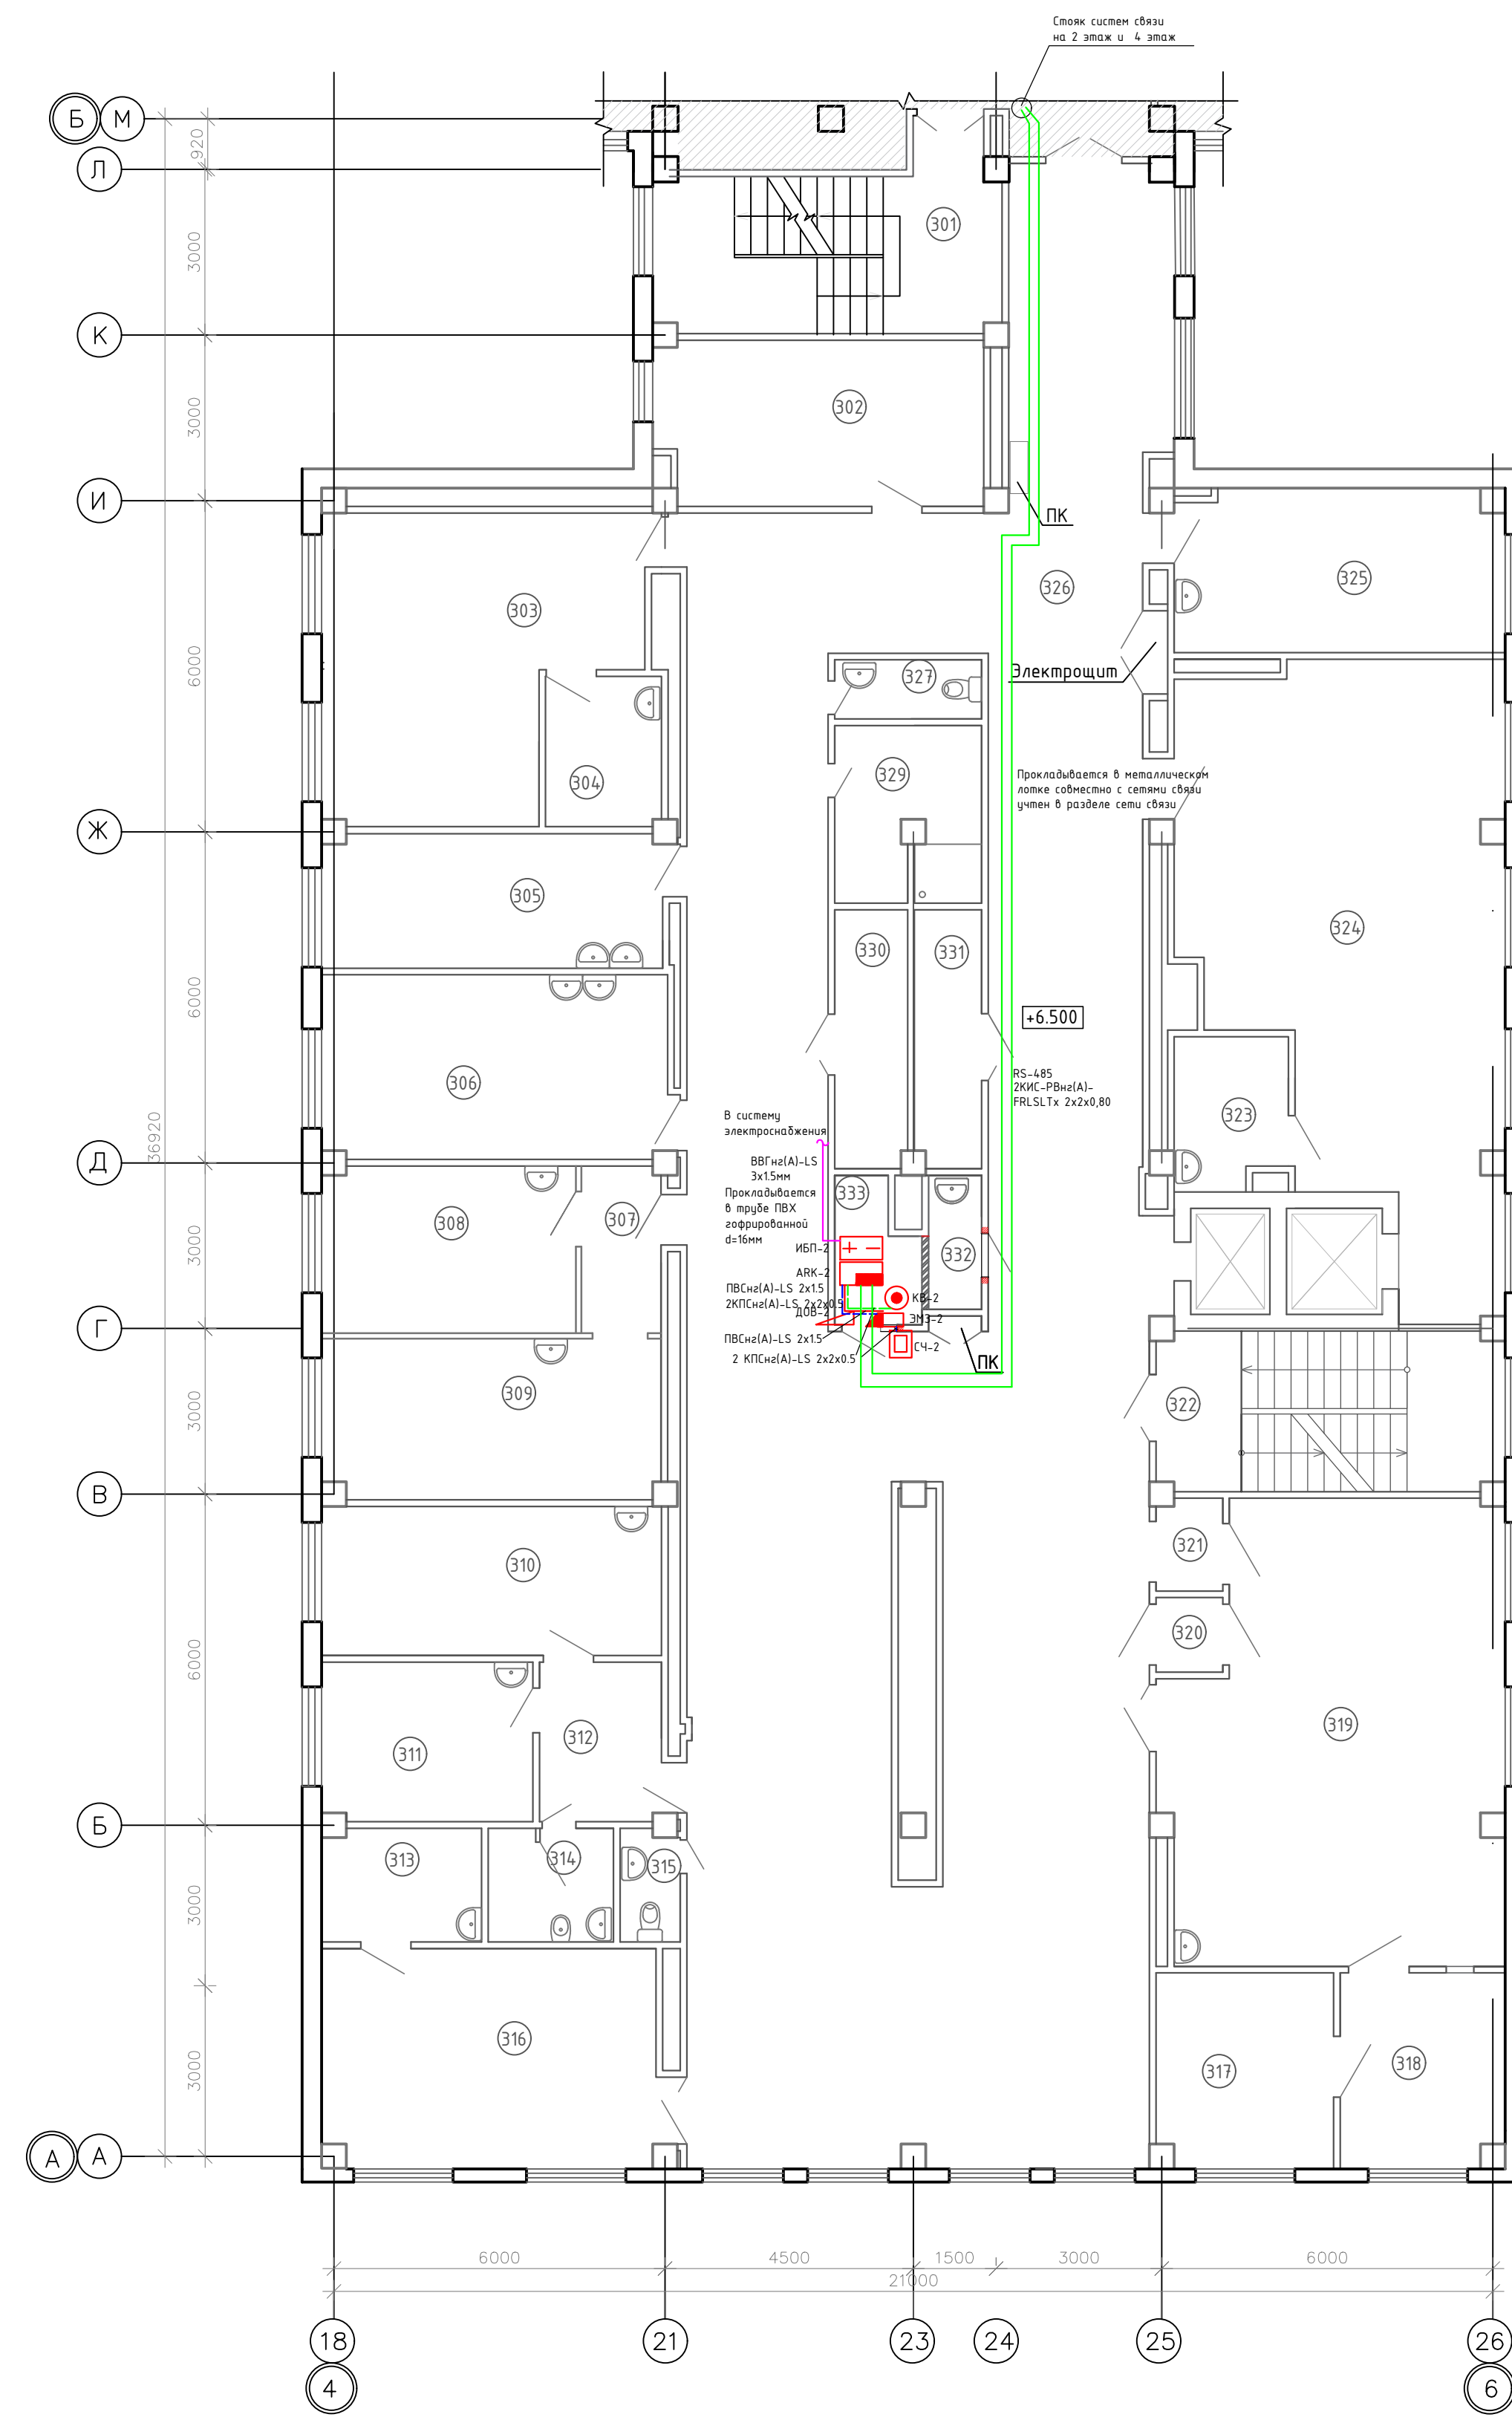 Стояк систем связи
на 2 этаж и 4 этаж
Б
М
920
Л
3000
301
К
3000
302
И
ПК
303
326
325
6000
Электрощит
327
304
329
Прокладывается в металлическом
лотке совместно с сетями связи
учтен в разделе сети связи
Ж
305
324
330
331
6000
+6.500
306
RS-485
2КИС-РВнг(А)-
FRLSLTx 2x2x0,80
323
36920
В систему
электроснабжения
Д
ВВГнг(А)-LS
3х1.5мм
Прокладывается
в трубе ПВХ
гофрированной
d=16мм
333
308
307
332
3000
ИБП-2
ARK-2
ПВСнг(А)-LS 2х1.5
2КПСнг(А)-LS 2х2х0.5
КВ-2
ДОВ-2
ЭМЗ-2
Г
ПВСнг(А)-LS 2х1.5
СЧ-2
2 КПСнг(А)-LS 2х2х0.5
ПК
309
322
3000
В
310
321
320
6000
311
312
319
Б
313
314
315
3000
316
317
318
3000
А
А
6000
4500
1500
3000
6000
21000
18
21
23
24
25
26
4
6